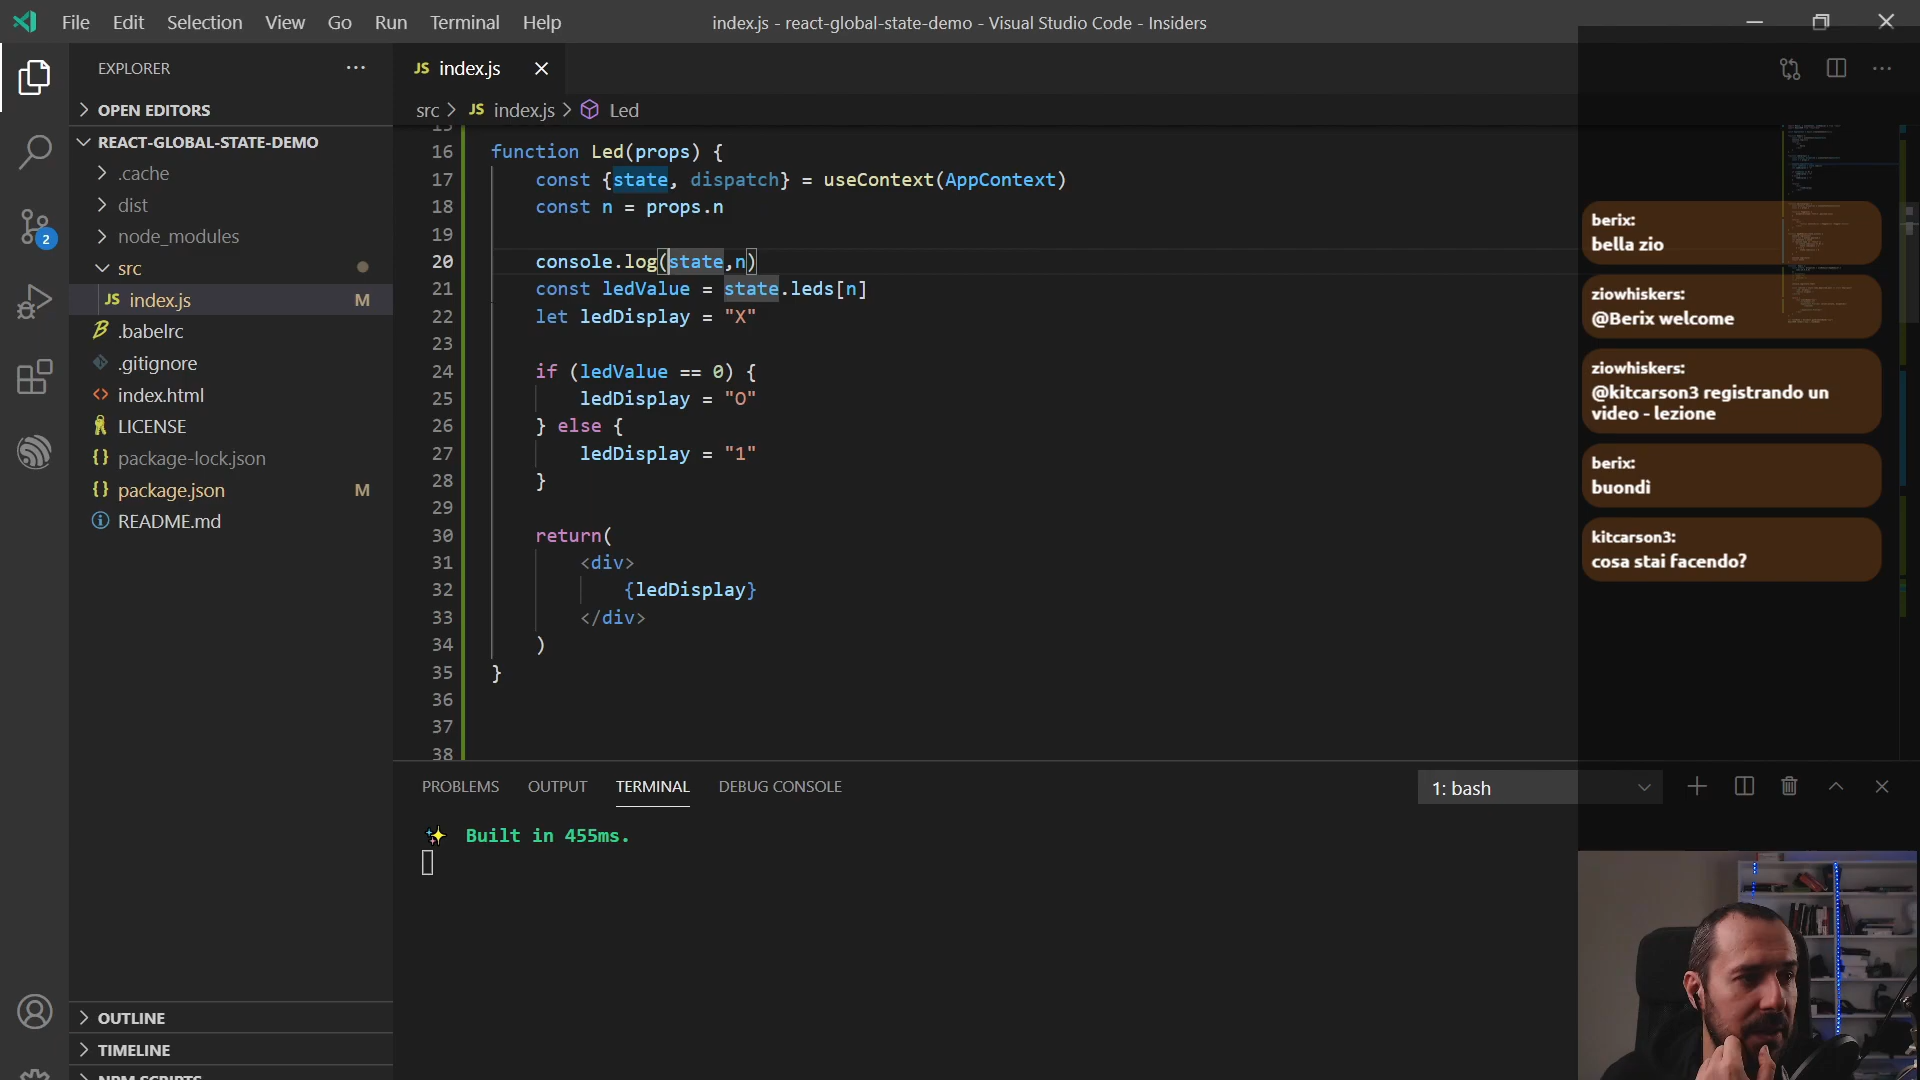 File Edit Selection View Go Run Terminal Help
index.js - react-global-state-demo - Visual Studio Code - Insiders
EXPLORER
OPEN EDITORS
REACT-GLOBAL-STATE-DEMO
.cache
dist
node_modules
src
JS index.js M
.babelrc
.gitignore
index.html
LICENSE
package-lock.json
package.json M
README.md
OUTLINE
TIMELINE
NPM SCRIPTS
2
JS index.js
src > JS index.js > Led
15
16 function Led(props) {
17 const {state, dispatch} = useContext(AppContext)
18 const n = props.n
19
20 console.log(state,n)
21 const ledValue = state.leds[n]
22 let ledDisplay = "X"
23
24 if (ledValue == 0) {
25 ledDisplay = "O"
26 } else {
27 ledDisplay = "1"
28 }
29
30 return(
31 <div>
32 {ledDisplay}
33 </div>
34 )
35 }
36
37
38
berix:
bella zio
ziowhiskers:
@Berix welcome
ziowhiskers:
@kitcarson3 registrando un
video - lezione
berix:
buondì
kitcarson3:
cosa stai facendo?
PROBLEMS OUTPUT TERMINAL DEBUG CONSOLE
1: bash
✨ Built in 455ms.